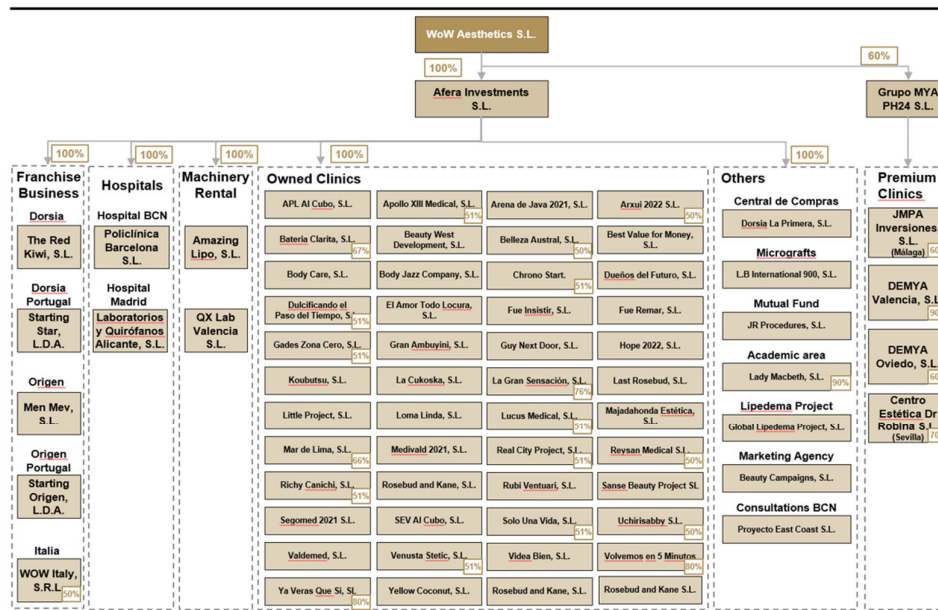 WoW Aesthetics S.L.
100%
60%
Afera Investments
S.L.
Grupo MYA
PH24 S.L.
100%
100%
100%
100%
100%
Franchise
Business
Dorsia
The Red
Kiwi, S.L.
Dorsia
Portugal
Starting
Star,
L.D.A.
Origen
Men Mev,
S.L.
Origen
Portugal
Starting
Origen,
L.D.A.
Italia
WOW Italy,
S.R.L
50%
Hospitals
Hospital BCN
Policlínica
Barcelona
S.L.
Hospital
Madrid
Laboratorios
y Quirófanos
Alicante, S.L.
Machinery
Rental
Amazing
Lipo, S.L.
QX Lab
Valencia
S.L.
Owned Clinics
APL Al Cubo, S.L.
Apollo XIII Medical, S.L.
51%
Arena de Java 2021, S.L.
Arxui 2022 S.L.
50%
Bateria Clarita, S.L.
67%
Beauty West
Development, S.L.
Belleza Austral, S.L.
50%
Best Value for Money,
S.L.
Body Care, S.L.
Body Jazz Company, S.L.
Chrono Start.
51%
Dueños del Futuro, S.L.
Dulcificando el
Paso del Tiempo, S.L
51%
El Amor Todo Locura,
S.L.
Fue Insistir, S.L.
Fue Remar, S.L.
Gades Zona Cero, S.L.
51%
Gran Ambuyini, S.L.
Guy Next Door, S.L.
Hope 2022, S.L.
Koubutsu, S.L.
La Cukoska, S.L.
La Gran Sensación, S.L.
76%
Last Rosebud, S.L.
Little Project, S.L.
Loma Linda, S.L.
Lucus Medical, S.L.
51%
Majadahonda Estética,
S.L.
Mar de Lima, S.L.
66%
Medivald 2021, S.L.
Real City Project, S.L.
51%
Reysan Medical S.L.
50%
Richy Canichi, S.L.
51%
Rosebud and Kane, S.L.
Rubi Ventuari, S.L.
Sanse Beauty Project SL
Segomed 2021 S.L.
SEV Al Cubo, S.L.
Solo Una Vida, S.L.
51%
Uchirisabby, S.L.
50%
Valdemed, S.L.
Venusta Stetic, S.L.
51%
Videa Bien, S.L.
Volvemos en 5 Minutos
80%
Ya Veras Que Si, SL
80%
Yellow Coconut, S.L.
Rosebud and Kane, S.L.
Rosebud and Kane S.L.
Others
Central de Compras
Dorsia La Primera, S.L.
Micrografts
L.B International 900, S.L.
Mutual Fund
JR Procedures, S.L.
Academic area
Lady Macbeth, S.L.
90%
Lipedema Project
Global Lipedema Project, S.L.
Marketing Agency
Beauty Campaigns, S.L.
Consultations BCN
Proyecto East Coast S.L.
Premium
Clinics
JMPA
Inversiones,
S.L.
(Málaga)
DEMYA
Valencia, S.L
DEMYA
Oviedo, S.L
Centro
Estética Dr
Robina S.L.
(Sevilla)